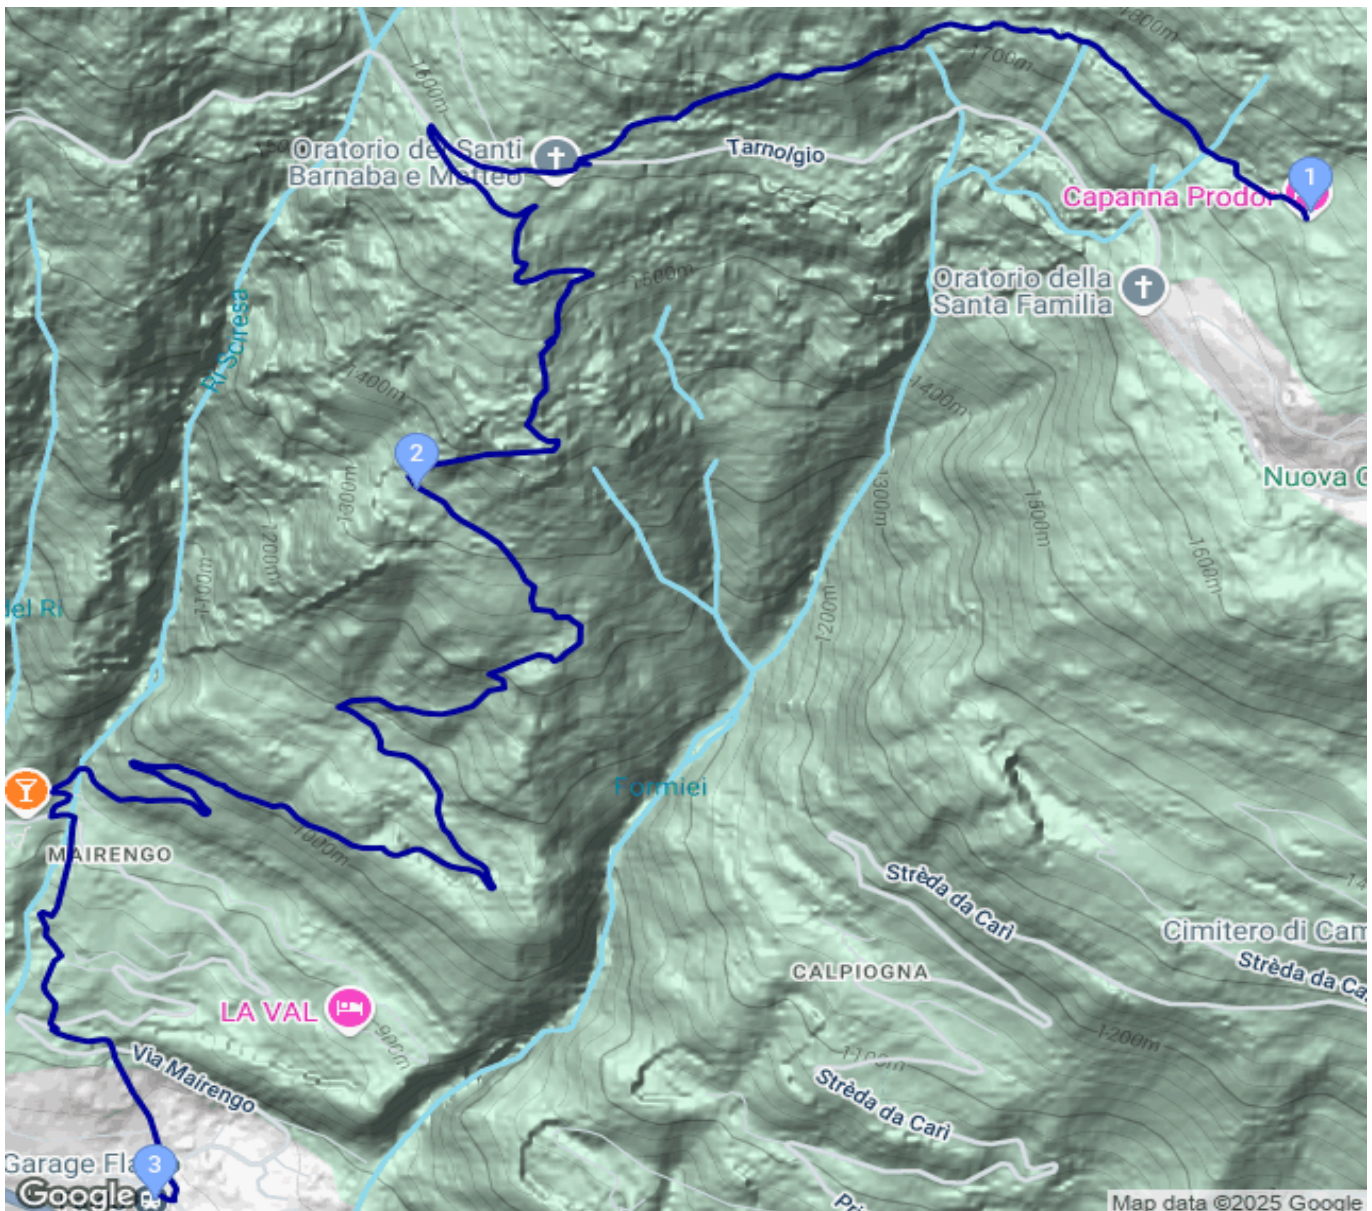 1800m
1700m
1600m
Oratorio dei Santi
Barnaba e Matteo
Tarnolgio
1
Capanna Prodör
Oratorio della
Santa Familia
1500m
Ri Sciresa
1400m
1400m
2
Nuova C
1300m
1300m
1500m
1200m
1600m
1100m
1200m
del Ri
Formiei
1000m
MAIRENGO
Strèda da Carì
Cimitero di Cam
CALPIOGNA
Strèda da Ca
LA VAL
900m
1200m
Via Mairengo
1100m
Strèda da Carì
Garage Fla
3
Google
Map data ©2025 Google